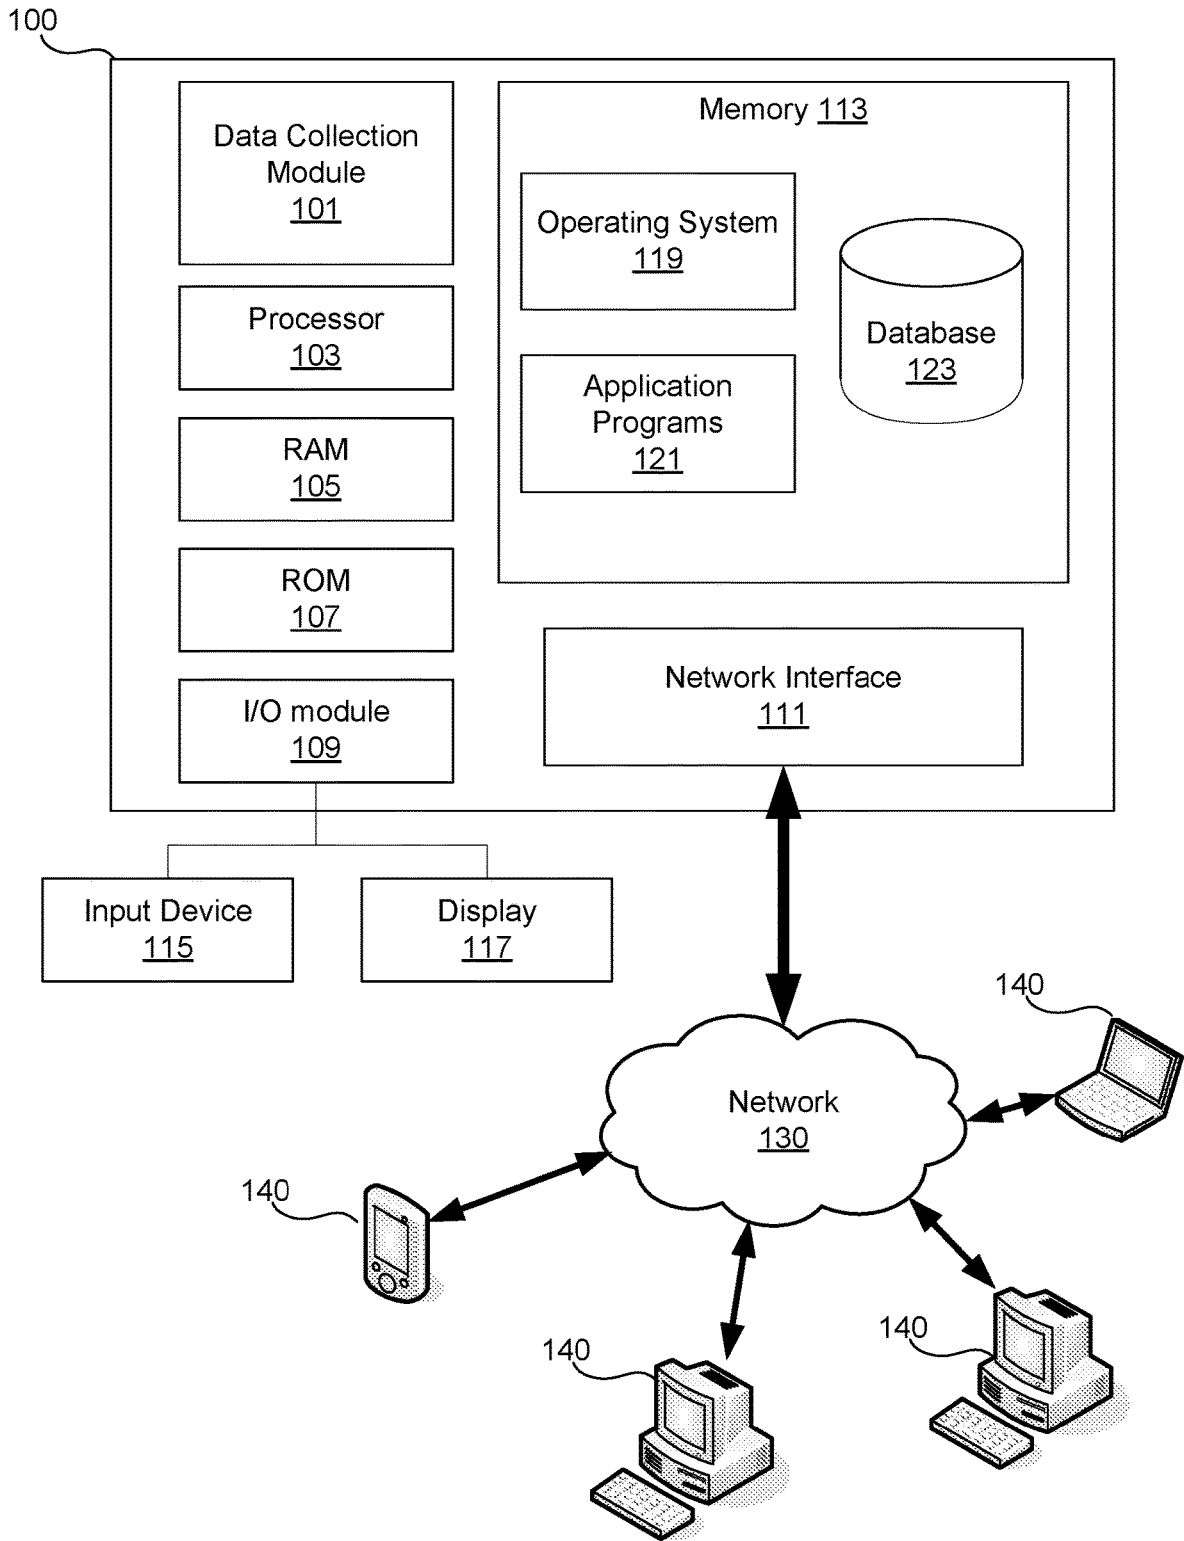 100
Data Collection
Module
101
Processor
103
RAM
105
ROM
107
I/O module
109
Memory 113
Operating System
119
Application
Programs
121
Database
123
Network Interface
111
Input Device
115
Display
117
Network
130
140
140
140
140